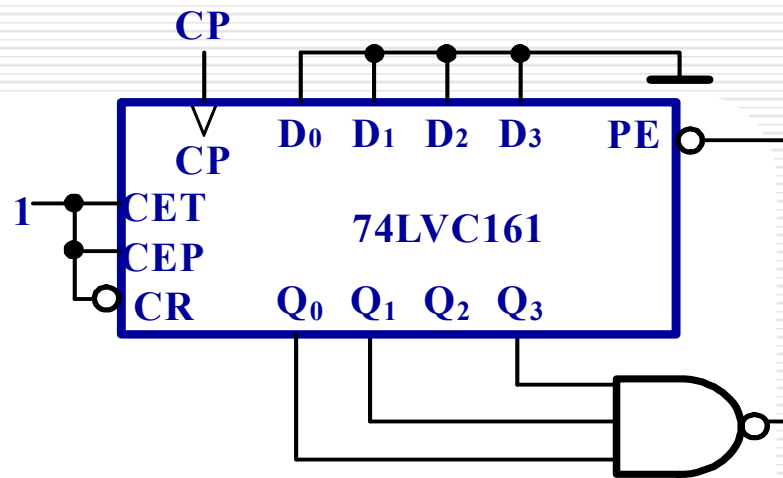 CP
D₀ D₁ D₂ D₃ PE
CP
1 CET
74LVC161
CEP
CR Q₀ Q₁ Q₂ Q₃